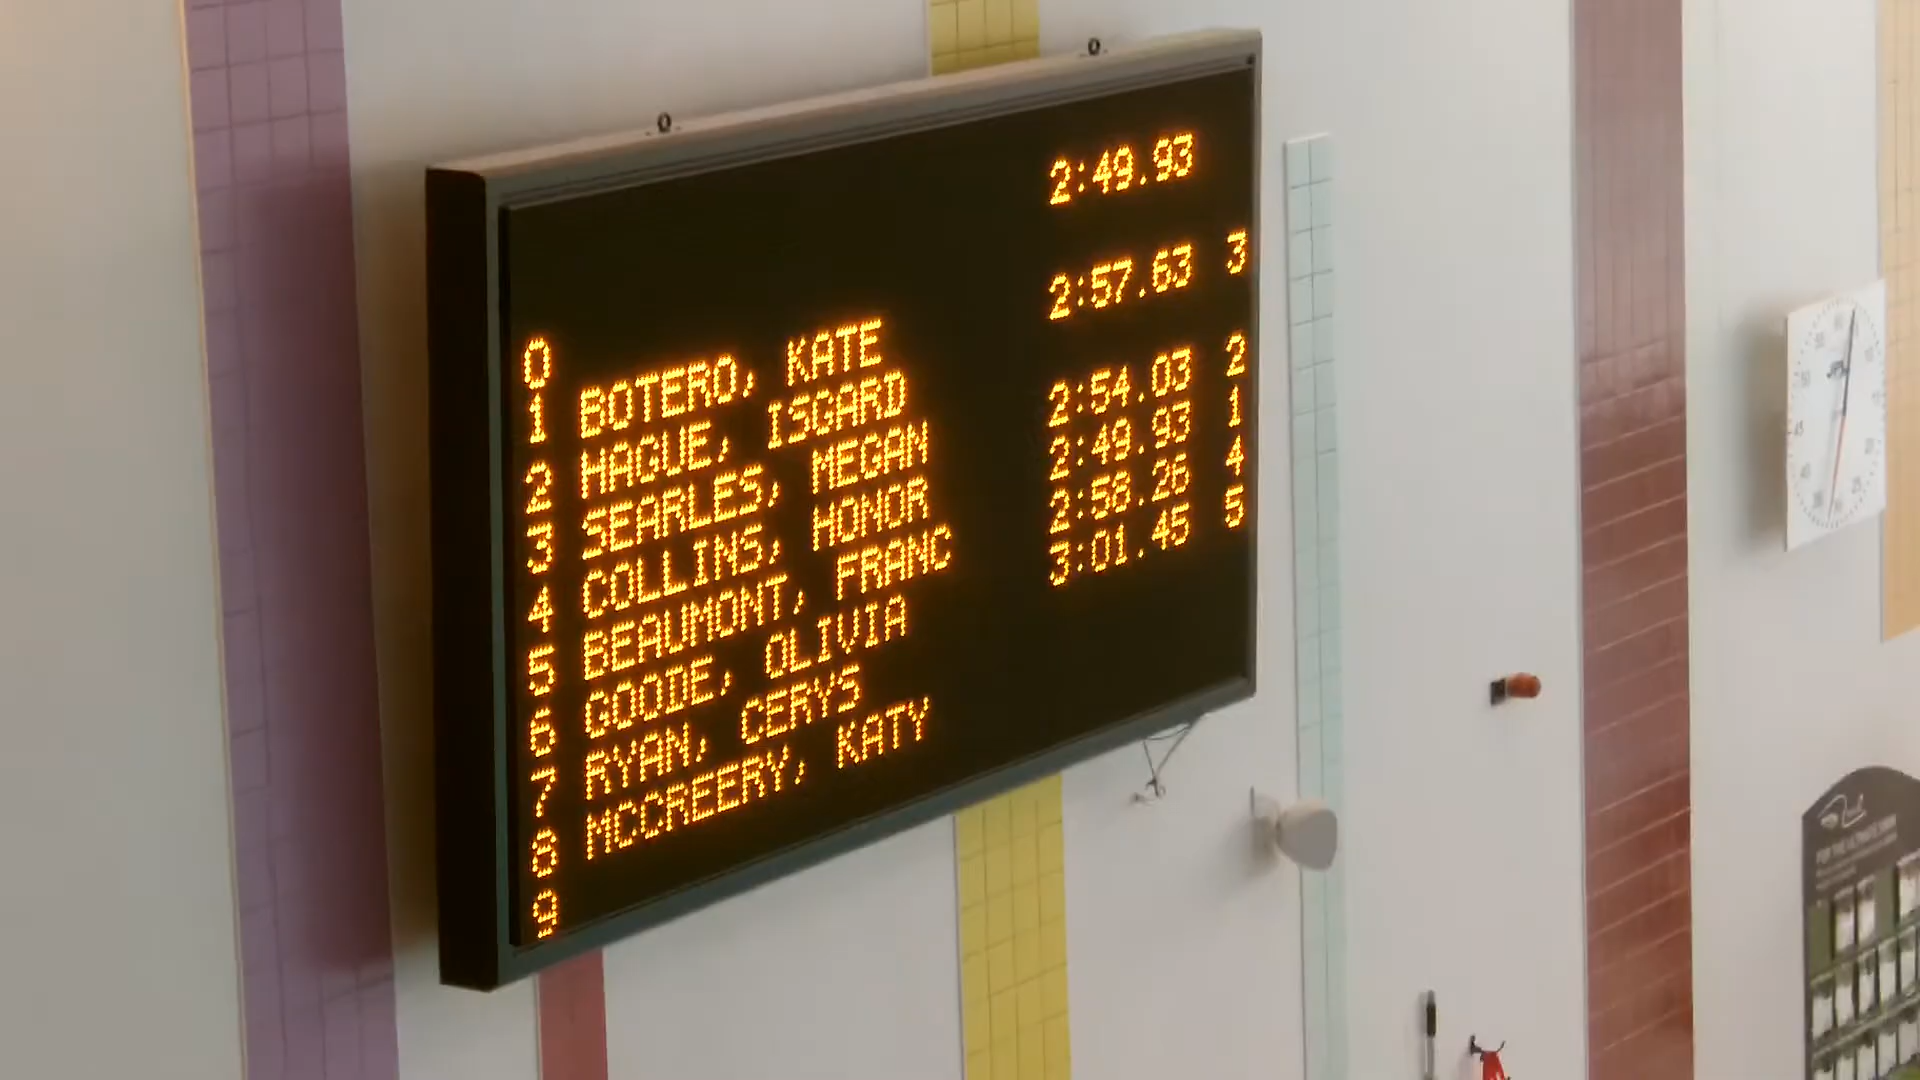 2:49.93
0
1 BOTERO, KATE 2:57.63 3
2 HAGUE, ISGARD
3 SEARLES, MEGAN 2:54.03 2
4 COLLINS, HONOR 2:49.93 1
5 BEAUMONT, FRANC 2:58.26 4
6 GOODE, OLIVIA 3:01.45 5
7 RYAN, CERYS
8 MCCREERY, KATY
9